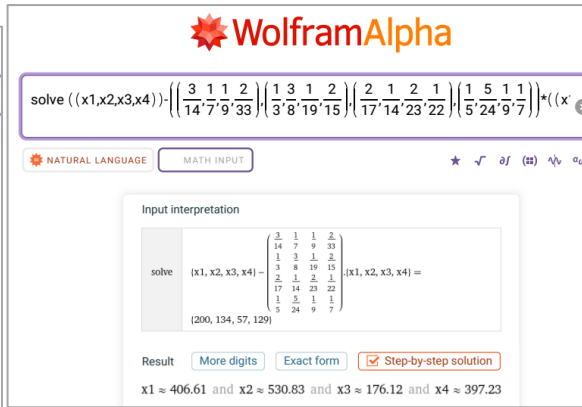 WolframAlpha
solve ((x1,x2,x3,x4))-((3/14,1/7,1/9,2/33),(1/3,3/8,1/19,2/15),(2/17,1/14,2/23,1/22),(1/5,5/24,1/9,1/7))*((x
NATURAL LANGUAGE MATH INPUT
Input interpretation
solve {x1, x2, x3, x4} − (3/14 1/7 1/9 2/33
1/3 3/8 1/19 2/15
2/17 1/14 2/23 1/22
1/5 5/24 1/9 1/7).{x1, x2, x3, x4} =
{200, 134, 57, 129}
Result More digits Exact form Step-by-step solution
x1 ≈ 406.61 and x2 ≈ 530.83 and x3 ≈ 176.12 and x4 ≈ 397.23